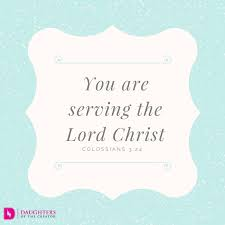 You are
serving the
Lord Christ
COLOSSIANS 3:24
DAUGHTERS
OF THE CREATOR